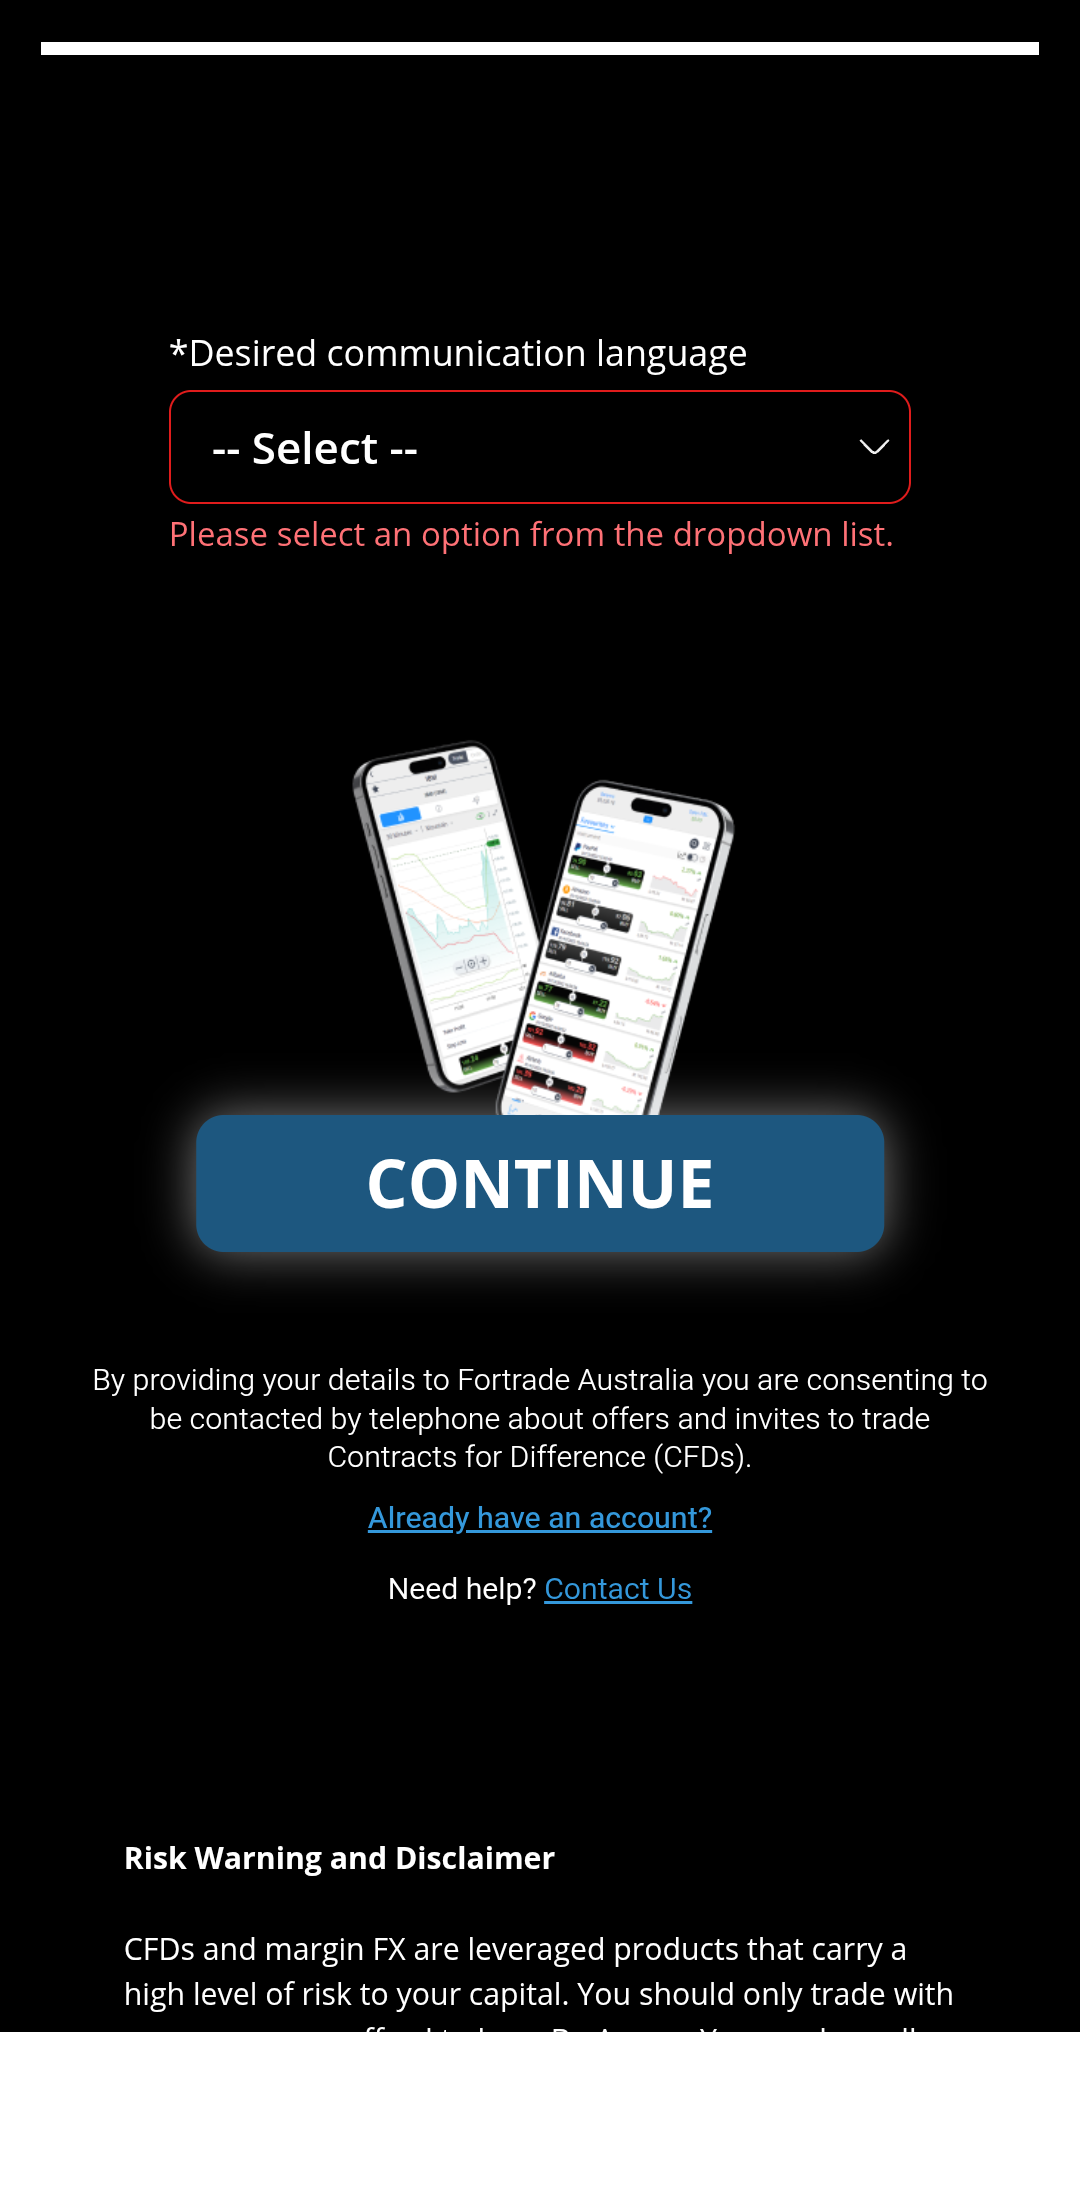 *Desired communication language
-- Select --
Please select an option from the dropdown list.
CONTINUE
By providing your details to Fortrade Australia you are consenting to
be contacted by telephone about offers and invites to trade
Contracts for Difference (CFDs).
Already have an account?
Need help? Contact Us
Risk Warning and Disclaimer
CFDs and margin FX are leveraged products that carry a
high level of risk to your capital. You should only trade with